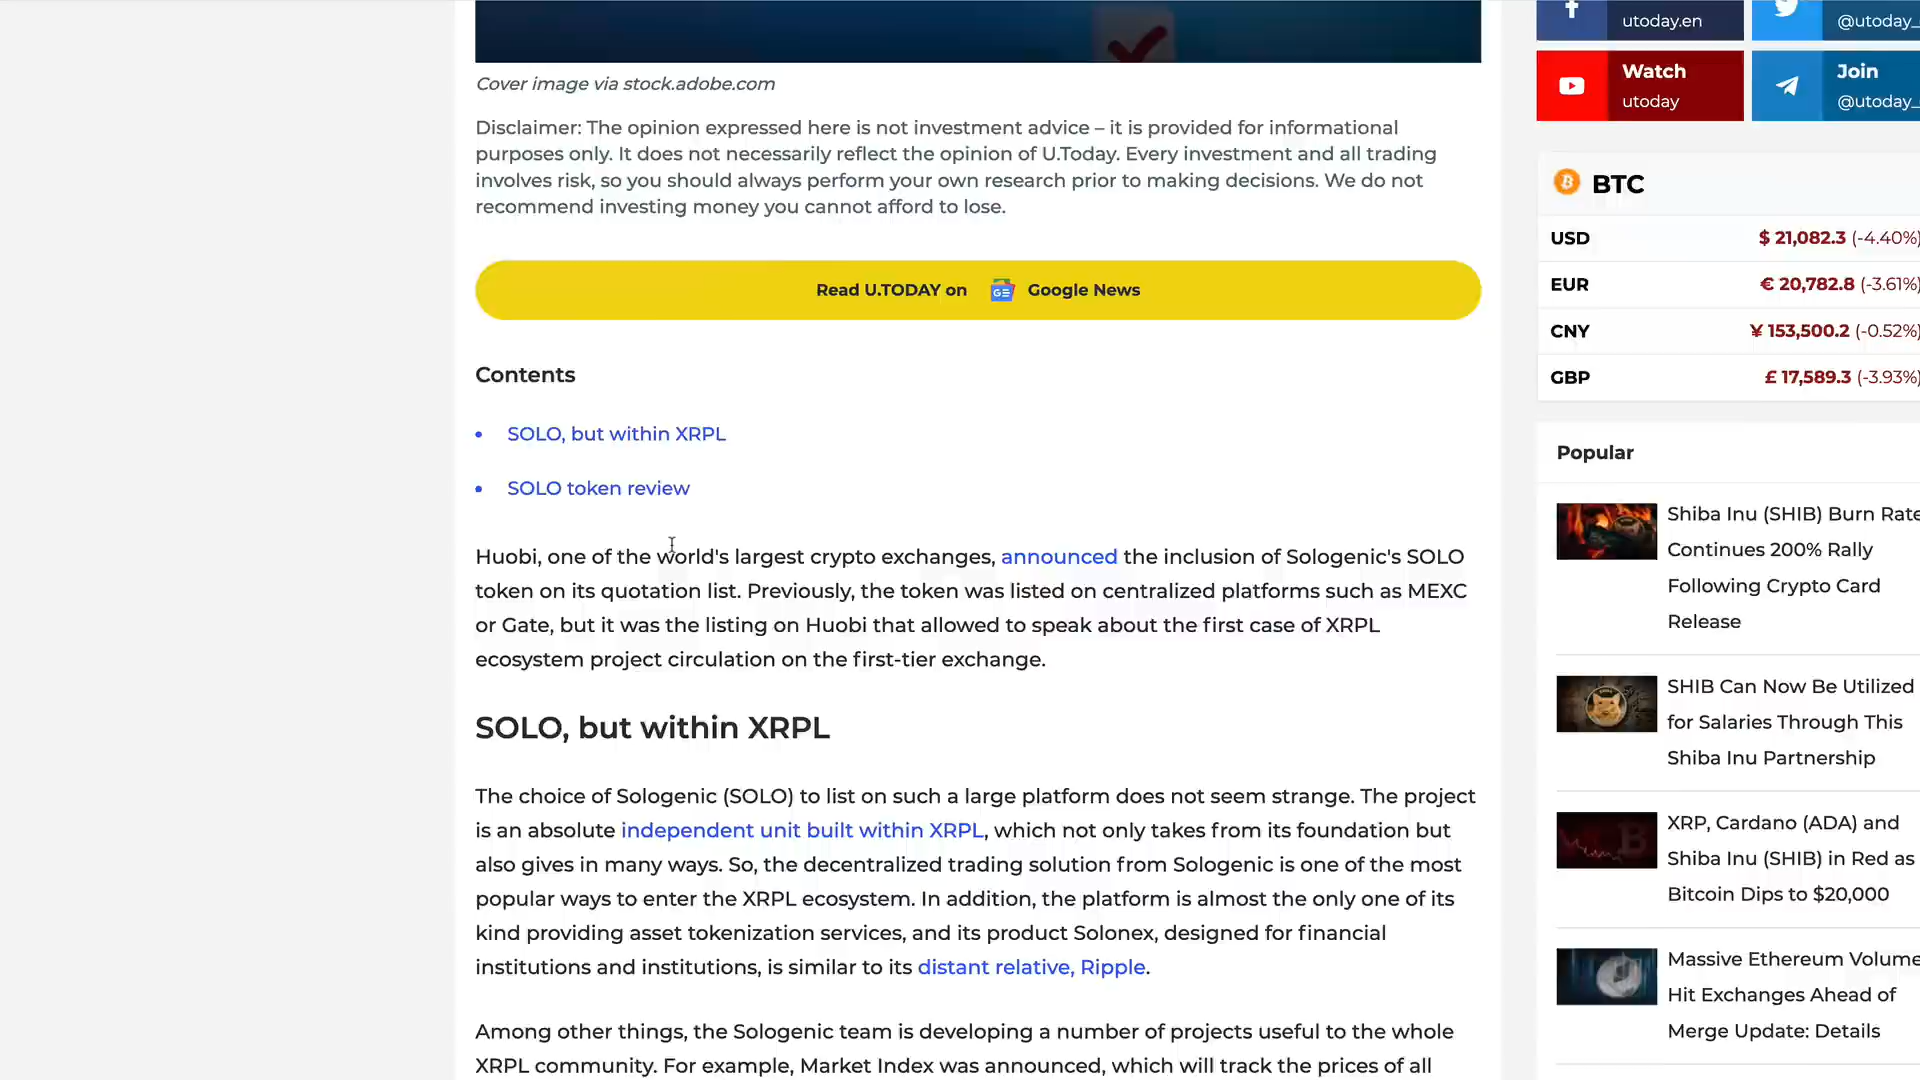 utoday.en
@utoday_
Watch
utoday
Join
@utoday_
Cover image via stock.adobe.com
Disclaimer: The opinion expressed here is not investment advice – it is provided for informational
purposes only. It does not necessarily reflect the opinion of U.Today. Every investment and all trading
involves risk, so you should always perform your own research prior to making decisions. We do not
recommend investing money you cannot afford to lose.
Read U.TODAY on Google News
Contents
• SOLO, but within XRPL
• SOLO token review
Huobi, one of the world's largest crypto exchanges, announced the inclusion of Sologenic's SOLO
token on its quotation list. Previously, the token was listed on centralized platforms such as MEXC
or Gate, but it was the listing on Huobi that allowed to speak about the first case of XRPL
ecosystem project circulation on the first-tier exchange.
SOLO, but within XRPL
The choice of Sologenic (SOLO) to list on such a large platform does not seem strange. The project
is an absolute independent unit built within XRPL, which not only takes from its foundation but
also gives in many ways. So, the decentralized trading solution from Sologenic is one of the most
popular ways to enter the XRPL ecosystem. In addition, the platform is almost the only one of its
kind providing asset tokenization services, and its product Solonex, designed for financial
institutions and institutions, is similar to its distant relative, Ripple.
Among other things, the Sologenic team is developing a number of projects useful to the whole
XRPL community. For example, Market Index was announced, which will track the prices of all
BTC
USD $ 21,082.3 (-4.40%)
EUR € 20,782.8 (-3.61%)
CNY ¥ 153,500.2 (-0.52%)
GBP £ 17,589.3 (-3.93%)
Popular
Shiba Inu (SHIB) Burn Rate
Continues 200% Rally
Following Crypto Card
Release
SHIB Can Now Be Utilized
for Salaries Through This
Shiba Inu Partnership
XRP, Cardano (ADA) and
Shiba Inu (SHIB) in Red as
Bitcoin Dips to $20,000
Massive Ethereum Volume
Hit Exchanges Ahead of
Merge Update: Details